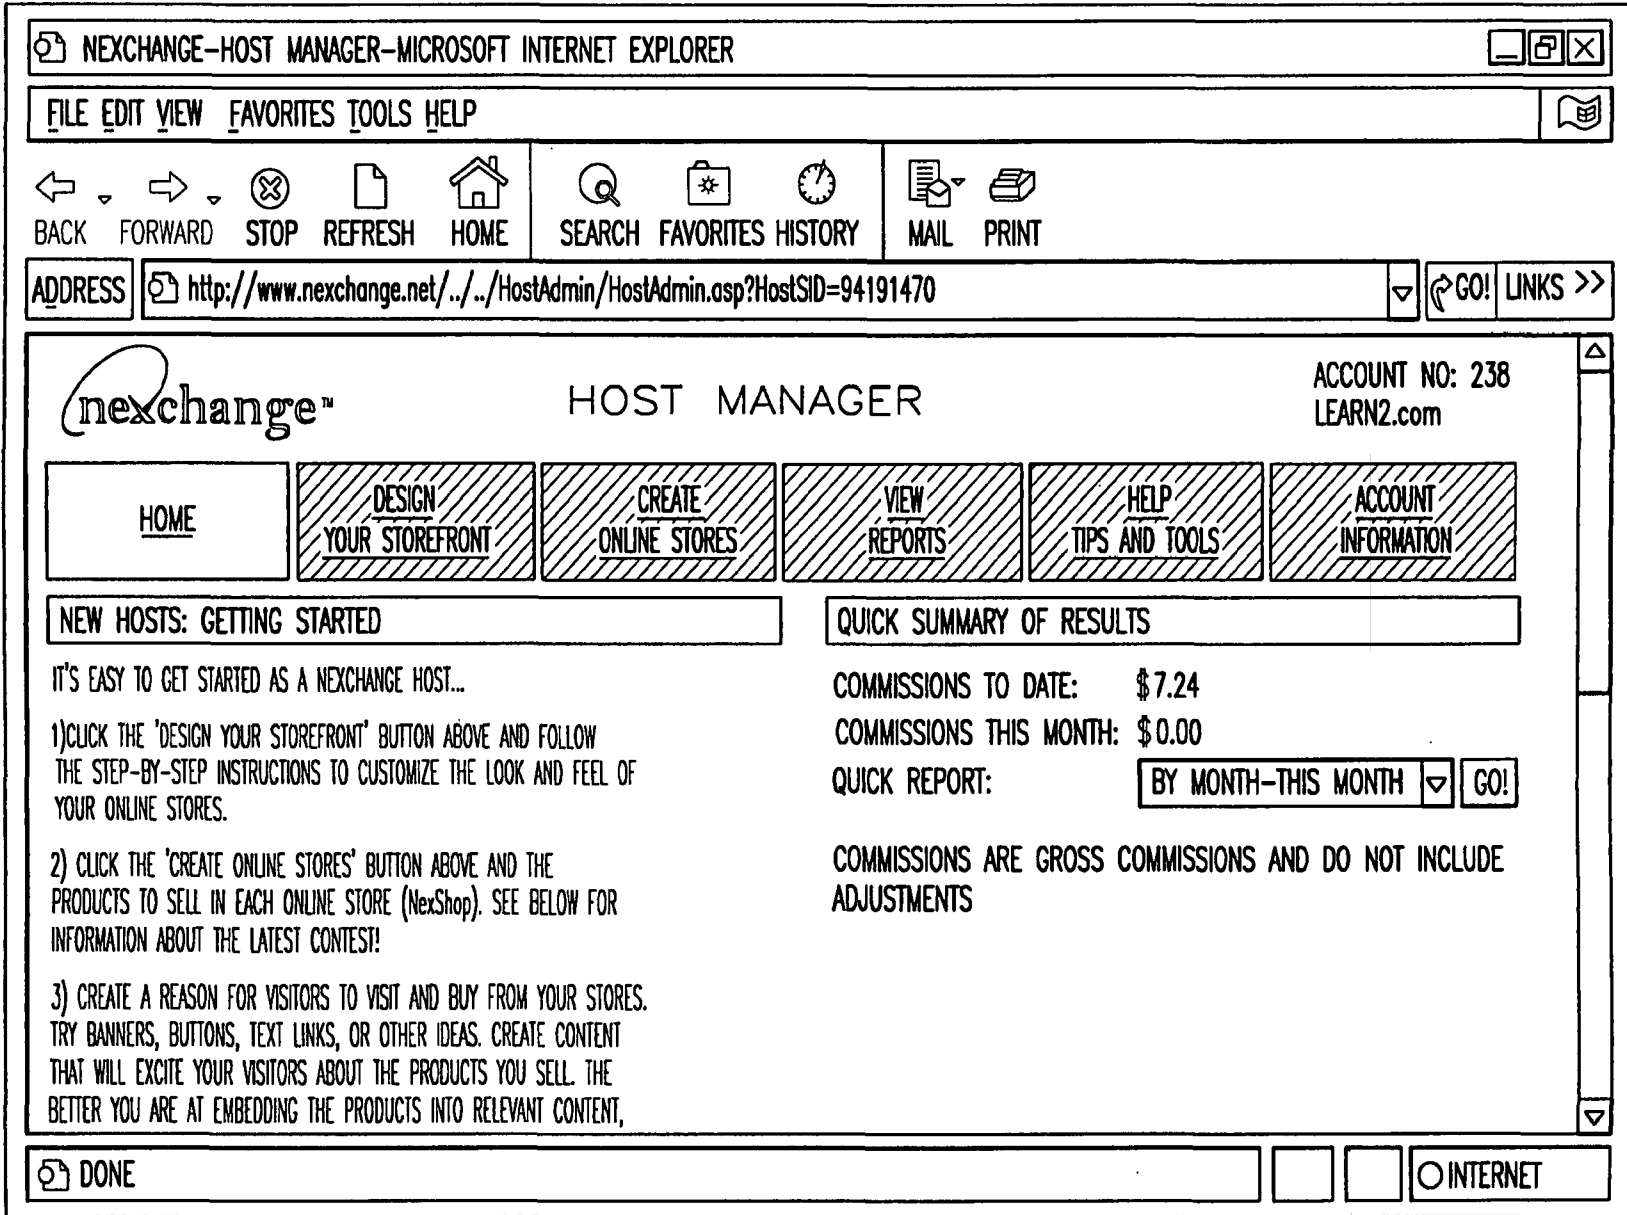 NEXCHANGE-HOST MANAGER-MICROSOFT INTERNET EXPLORER
FILE EDIT VIEW FAVORITES TOOLS HELP
BACK FORWARD STOP REFRESH HOME SEARCH FAVORITES HISTORY MAIL PRINT
ADDRESS http://www.nexchange.net/../../HostAdmin/HostAdmin.asp?HostSID=94191470 GO! LINKS >>
nexchange™ HOST MANAGER
ACCOUNT NO: 238
LEARN2.com
HOME
DESIGN
YOUR STOREFRONT
CREATE
ONLINE STORES
VIEW
REPORTS
HELP
TIPS AND TOOLS
ACCOUNT
INFORMATION
NEW HOSTS: GETTING STARTED
IT'S EASY TO GET STARTED AS A NEXCHANGE HOST...
1)CLICK THE 'DESIGN YOUR STOREFRONT' BUTTON ABOVE AND FOLLOW
THE STEP-BY-STEP INSTRUCTIONS TO CUSTOMIZE THE LOOK AND FEEL OF
YOUR ONLINE STORES.
2) CLICK THE 'CREATE ONLINE STORES' BUTTON ABOVE AND THE
PRODUCTS TO SELL IN EACH ONLINE STORE (NexShop). SEE BELOW FOR
INFORMATION ABOUT THE LATEST CONTEST!
3) CREATE A REASON FOR VISITORS TO VISIT AND BUY FROM YOUR STORES.
TRY BANNERS, BUTTONS, TEXT LINKS, OR OTHER IDEAS. CREATE CONTENT
THAT WILL EXCITE YOUR VISITORS ABOUT THE PRODUCTS YOU SELL. THE
BETTER YOU ARE AT EMBEDDING THE PRODUCTS INTO RELEVANT CONTENT,
QUICK SUMMARY OF RESULTS
COMMISSIONS TO DATE: $7.24
COMMISSIONS THIS MONTH: $0.00
QUICK REPORT: BY MONTH-THIS MONTH GO!
COMMISSIONS ARE GROSS COMMISSIONS AND DO NOT INCLUDE
ADJUSTMENTS
DONE INTERNET